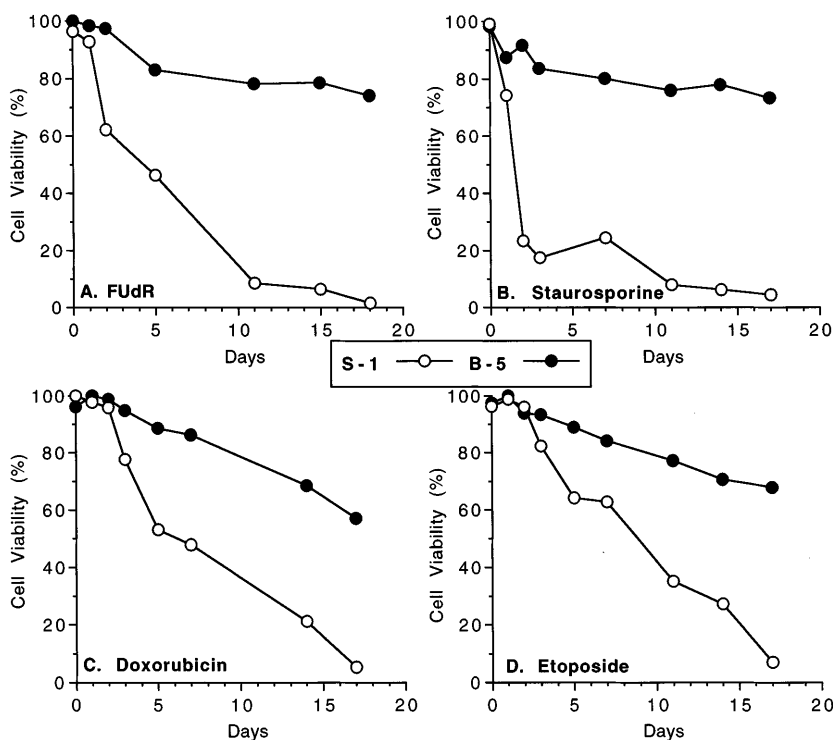 100
80
60
40
20
0
Cell Viability (%)
A. FUdR
0 5 10 15 20
Days
100
80
60
40
20
0
Cell Viability (%)
B. Staurosporine
0 5 10 15 20
Days
S-1 B-5
100
80
60
40
20
0
Cell Viability (%)
C. Doxorubicin
0 5 10 15 20
Days
100
80
60
40
20
0
Cell Viability (%)
D. Etoposide
0 5 10 15 20
Days